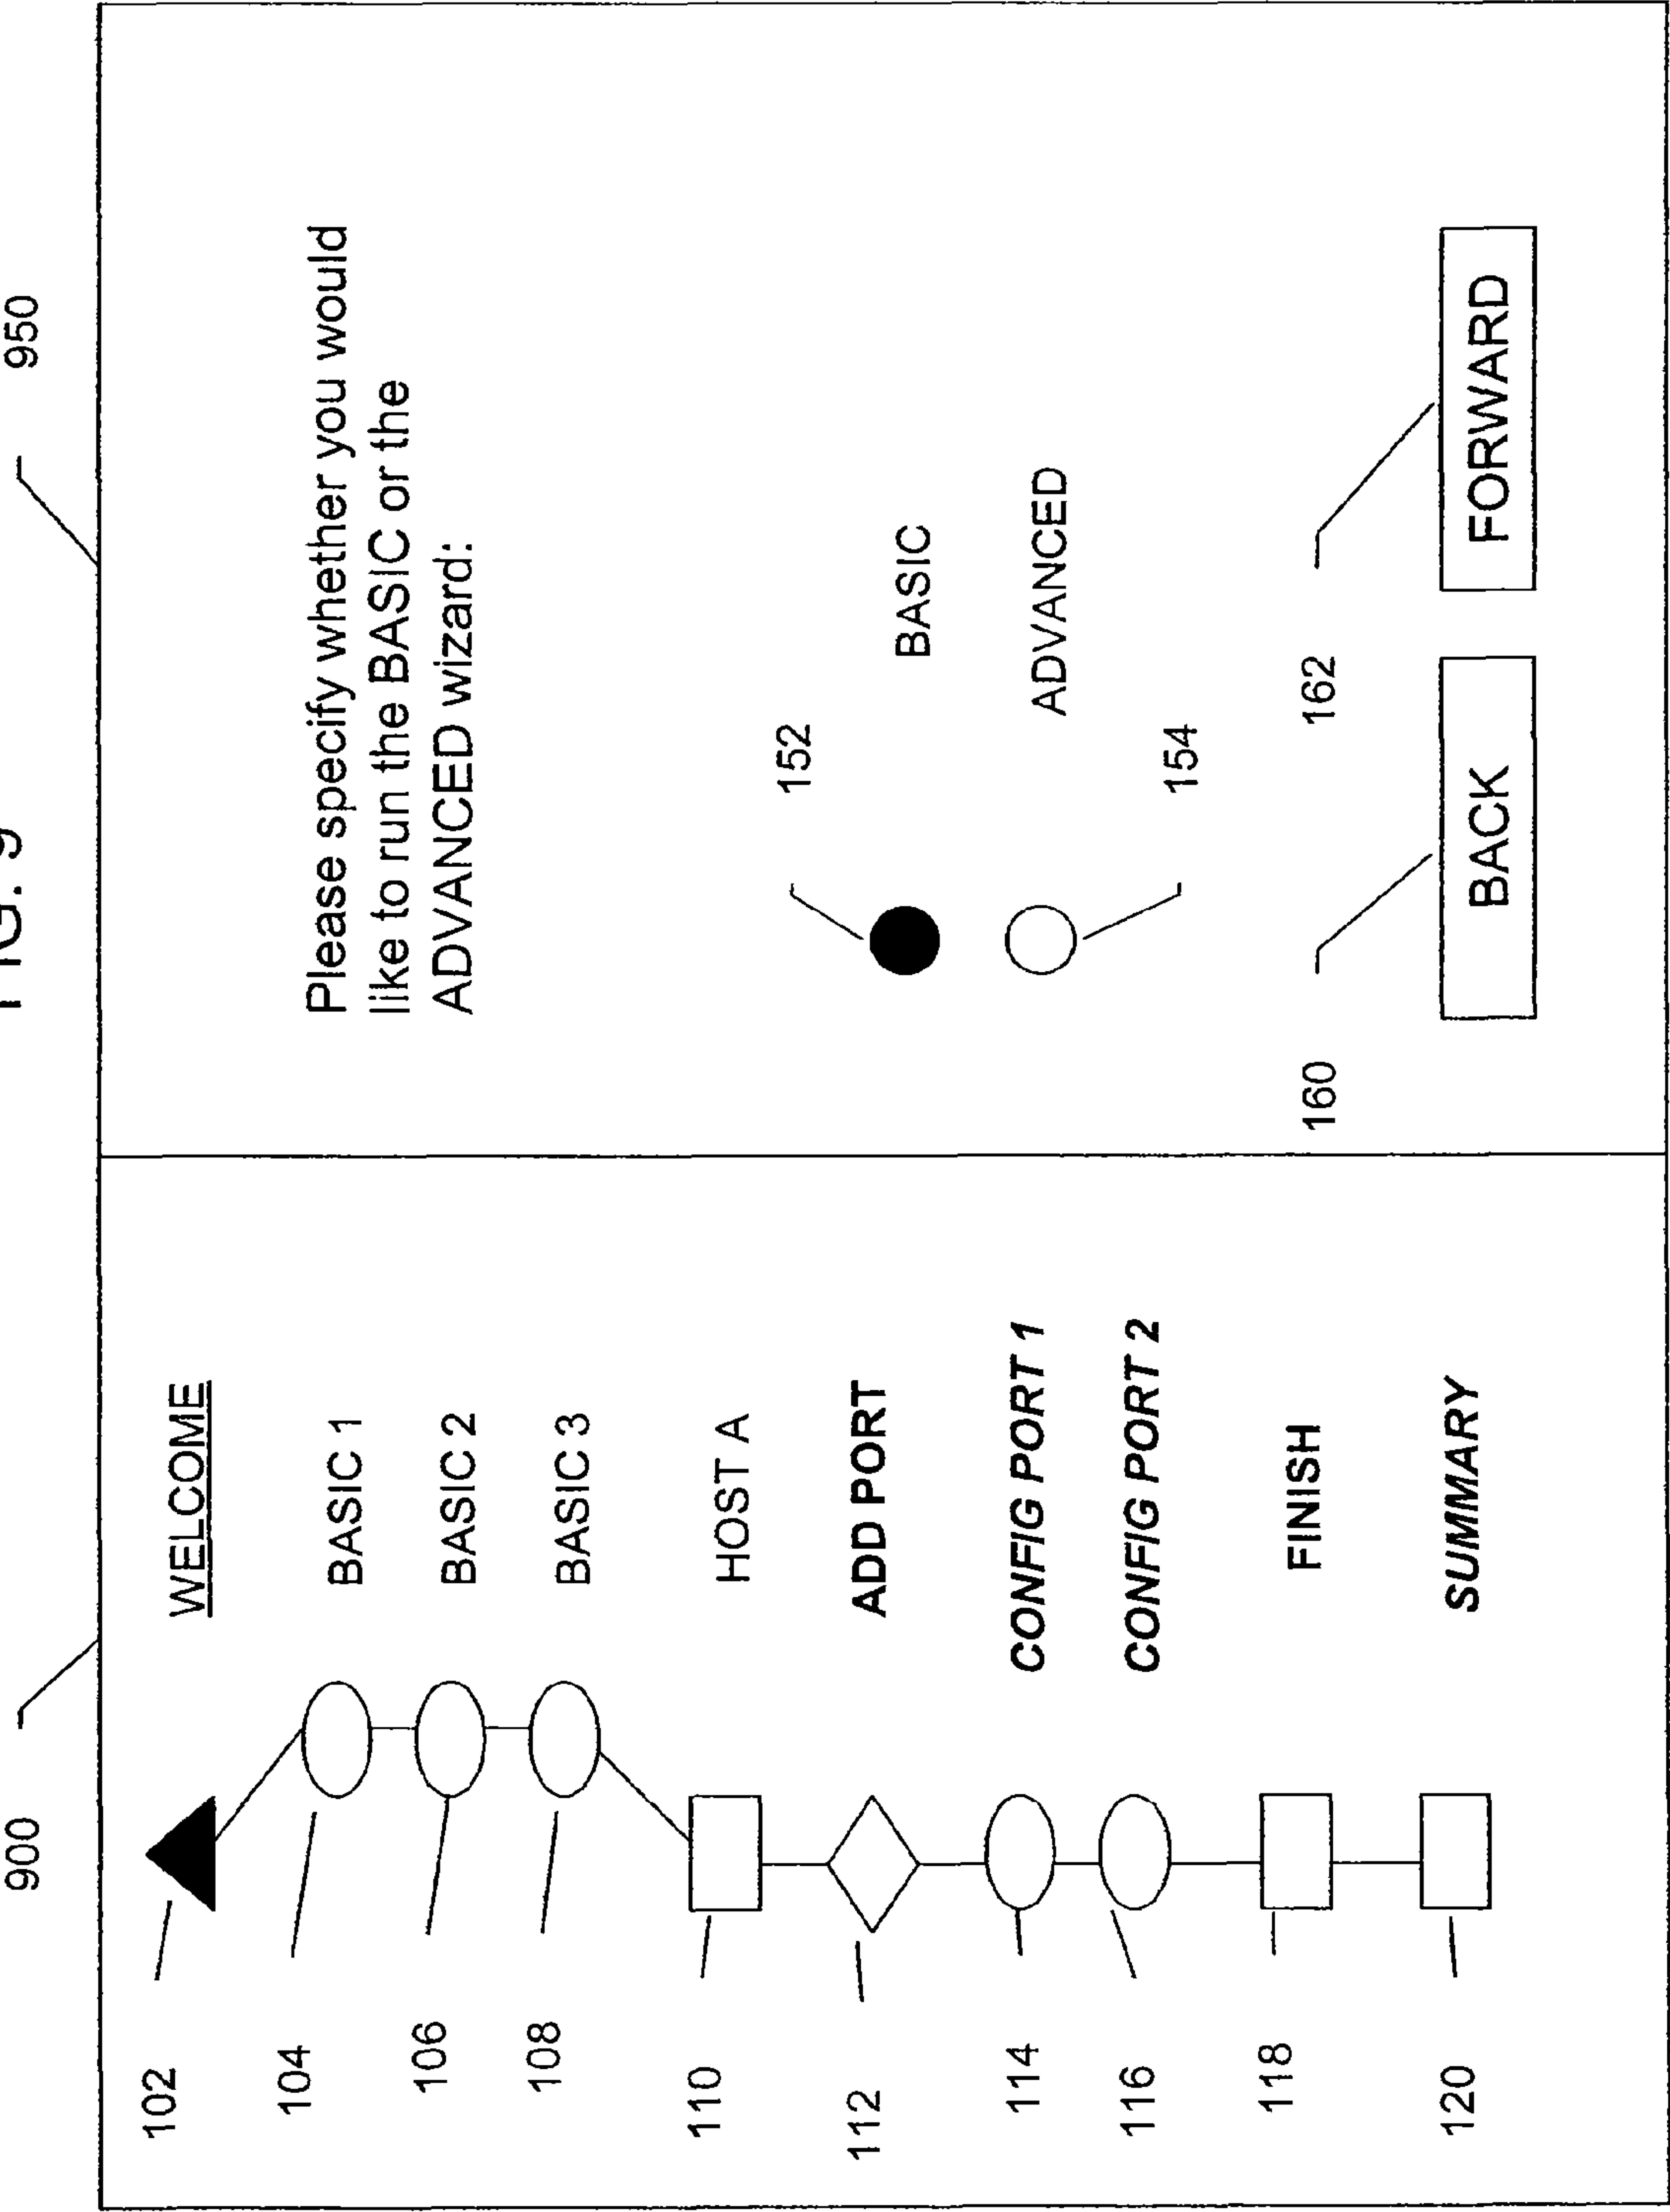 FIG. 9
900
950
102
WELCOME
104
BASIC 1
106
BASIC 2
108
BASIC 3
110
HOST A
112
ADD PORT
114
CONFIG PORT 1
116
CONFIG PORT 2
118
FINISH
120
SUMMARY
Please specify whether you would
like to run the BASIC or the
ADVANCED wizard:
152
BASIC
ADVANCED
154
160
162
BACK
FORWARD